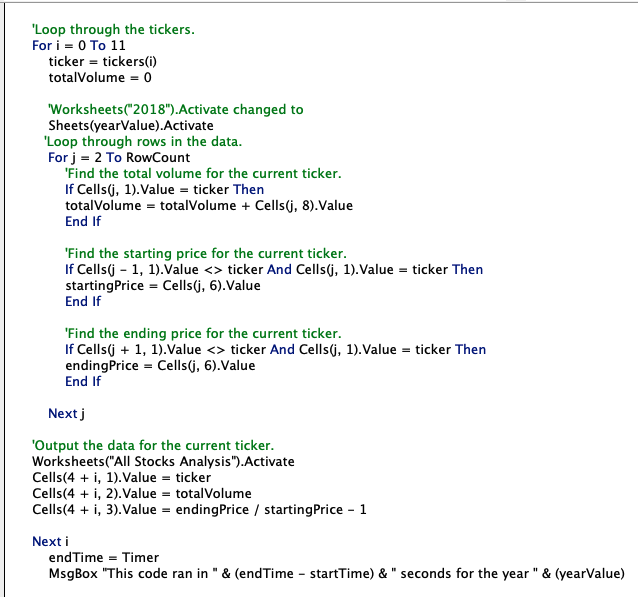 'Loop through the tickers.
For i = 0 To 11
ticker = tickers(i)
totalVolume = 0
'Worksheets("2018").Activate changed to
Sheets(yearValue).Activate
'Loop through rows in the data.
For j = 2 To RowCount
'Find the total volume for the current ticker.
If Cells(j, 1).Value = ticker Then
totalVolume = totalVolume + Cells(j, 8).Value
End If
'Find the starting price for the current ticker.
If Cells(j - 1, 1).Value <> ticker And Cells(j, 1).Value = ticker Then
startingPrice = Cells(j, 6).Value
End If
'Find the ending price for the current ticker.
If Cells(j + 1, 1).Value <> ticker And Cells(j, 1).Value = ticker Then
endingPrice = Cells(j, 6).Value
End If
Next j
'Output the data for the current ticker.
Worksheets("All Stocks Analysis").Activate
Cells(4 + i, 1).Value = ticker
Cells(4 + i, 2).Value = totalVolume
Cells(4 + i, 3).Value = endingPrice / startingPrice - 1
Next i
endTime = Timer
MsgBox "This code ran in " & (endTime - startTime) & " seconds for the year " & (yearValue)